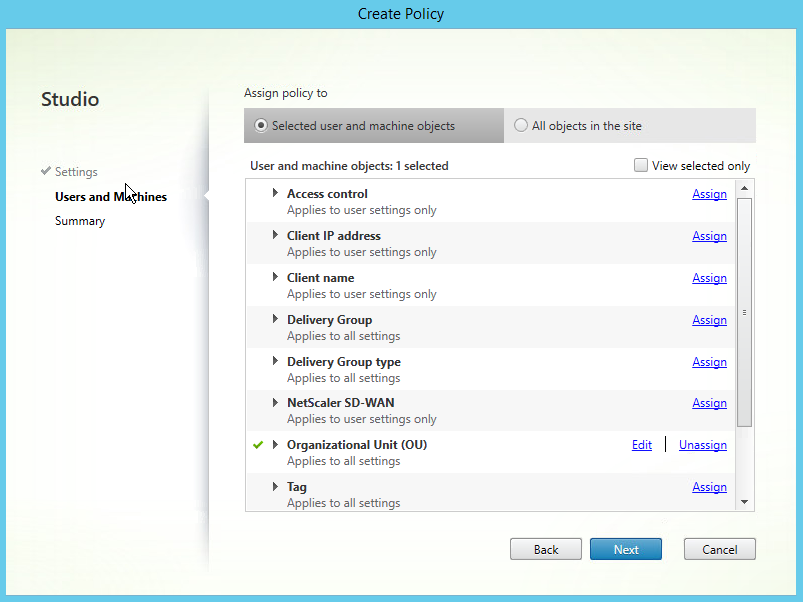 Create Policy
Studio
Settings
Users and Machines
Summary
Assign policy to
Selected user and machine objects
All objects in the site
User and machine objects: 1 selected
View selected only
Access control
Assign
Applies to user settings only
Client IP address
Assign
Applies to user settings only
Client name
Assign
Applies to user settings only
Delivery Group
Assign
Applies to all settings
Delivery Group type
Assign
Applies to all settings
NetScaler SD-WAN
Assign
Applies to user settings only
Organizational Unit (OU)
Edit | Unassign
Applies to all settings
Tag
Assign
Applies to all settings
Back
Next
Cancel